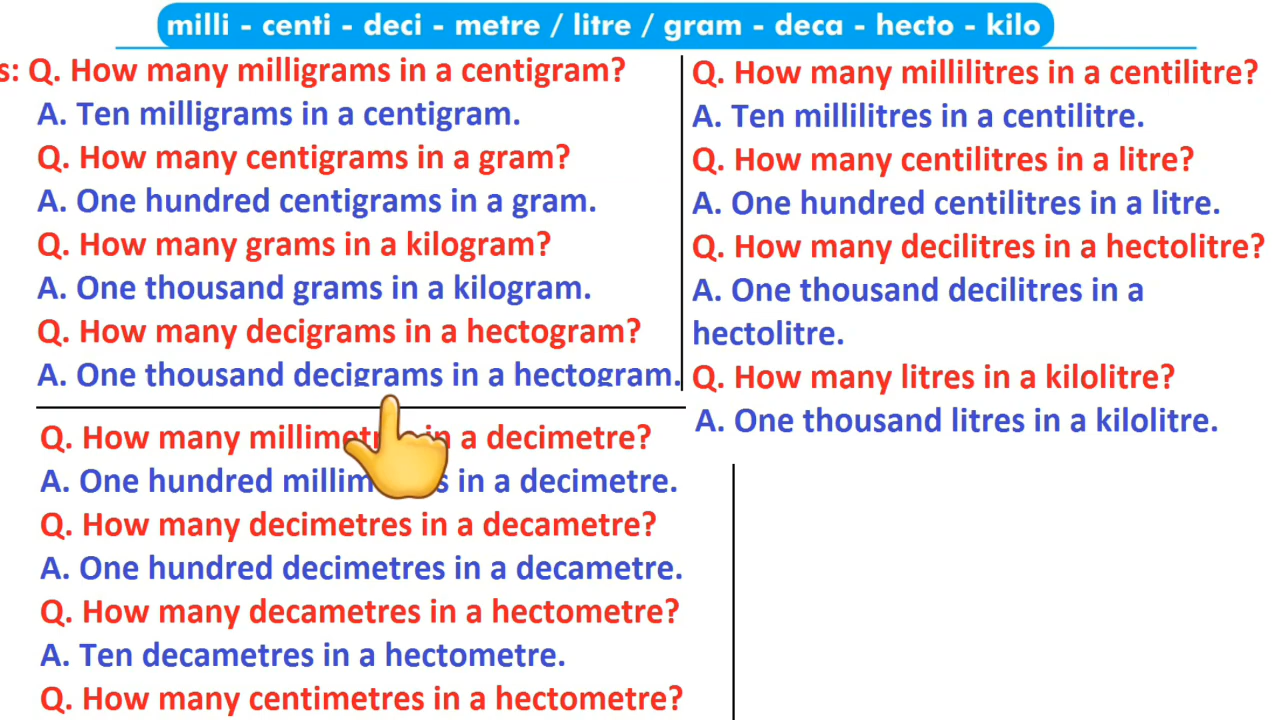 milli - centi - deci - metre / litre / gram - deca - hecto - kilo
s: Q. How many milligrams in a centigram?
A. Ten milligrams in a centigram.
Q. How many centigrams in a gram?
A. One hundred centigrams in a gram.
Q. How many grams in a kilogram?
A. One thousand grams in a kilogram.
Q. How many decigrams in a hectogram?
A. One thousand decigrams in a hectogram.
Q. How many millimetres in a decimetre?
A. One hundred millimetres in a decimetre.
Q. How many decimetres in a decametre?
A. One hundred decimetres in a decametre.
Q. How many decametres in a hectometre?
A. Ten decametres in a hectometre.
Q. How many centimetres in a hectometre?
Q. How many millilitres in a centilitre?
A. Ten millilitres in a centilitre.
Q. How many centilitres in a litre?
A. One hundred centilitres in a litre.
Q. How many decilitres in a hectolitre?
A. One thousand decilitres in a
hectolitre.
Q. How many litres in a kilolitre?
A. One thousand litres in a kilolitre.